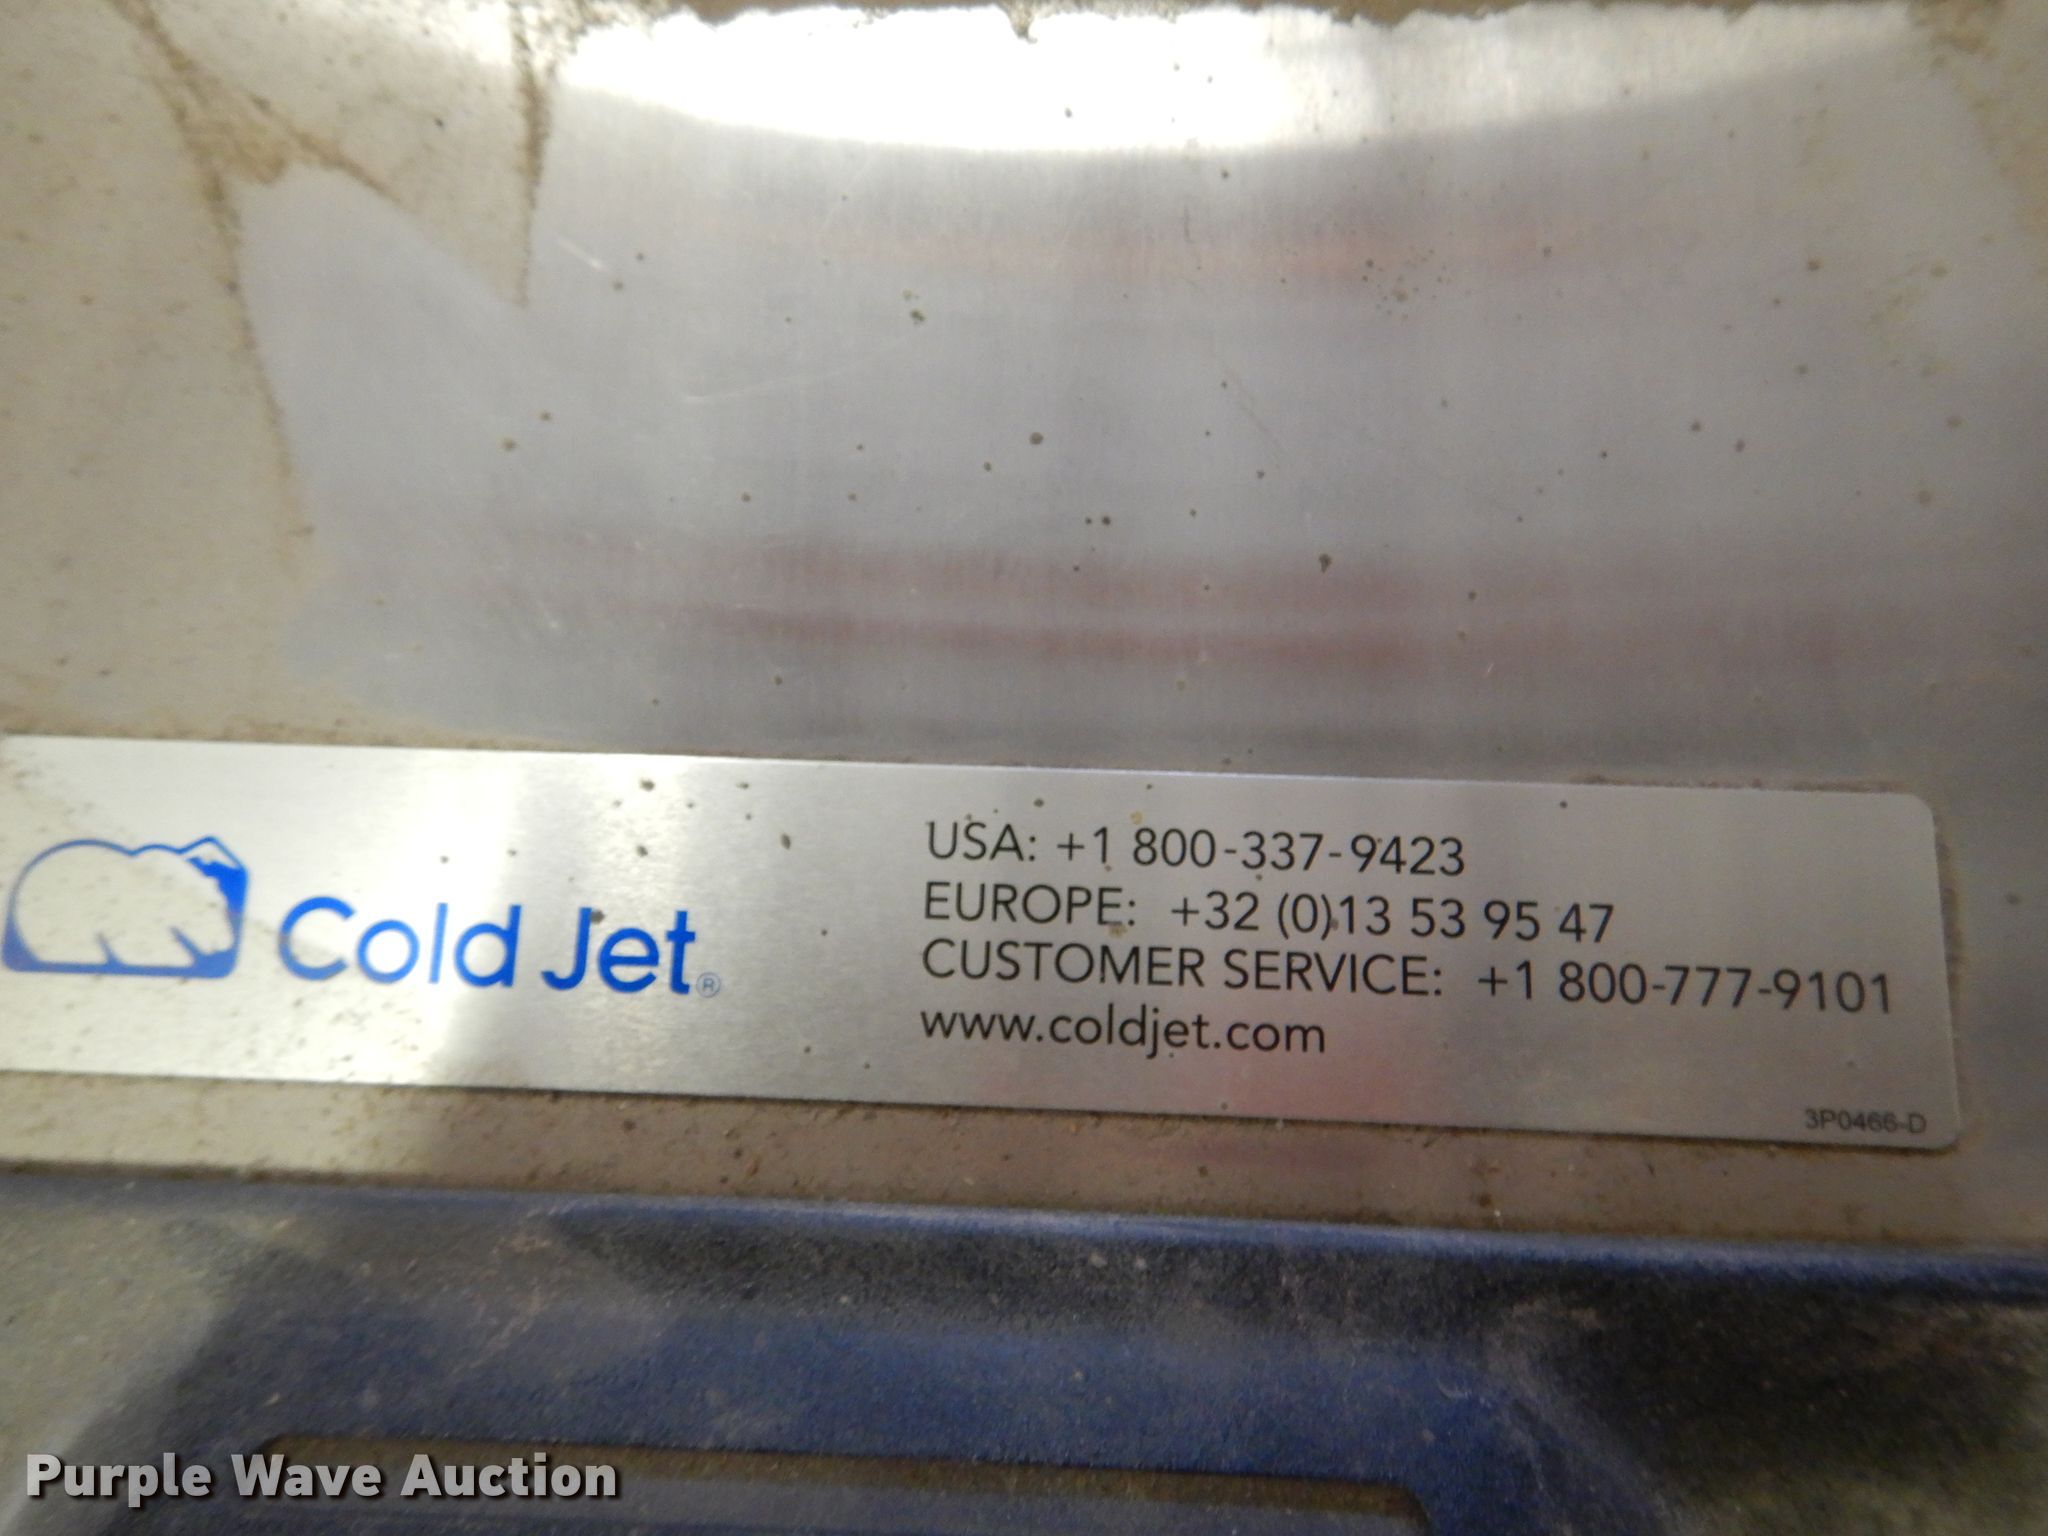 Cold Jet®
USA: +1 800-337-9423
EUROPE: +32 (0)13 53 95 47
CUSTOMER SERVICE: +1 800-777-9101
www.coldjet.com
3P0466-D
Purple Wave Auction